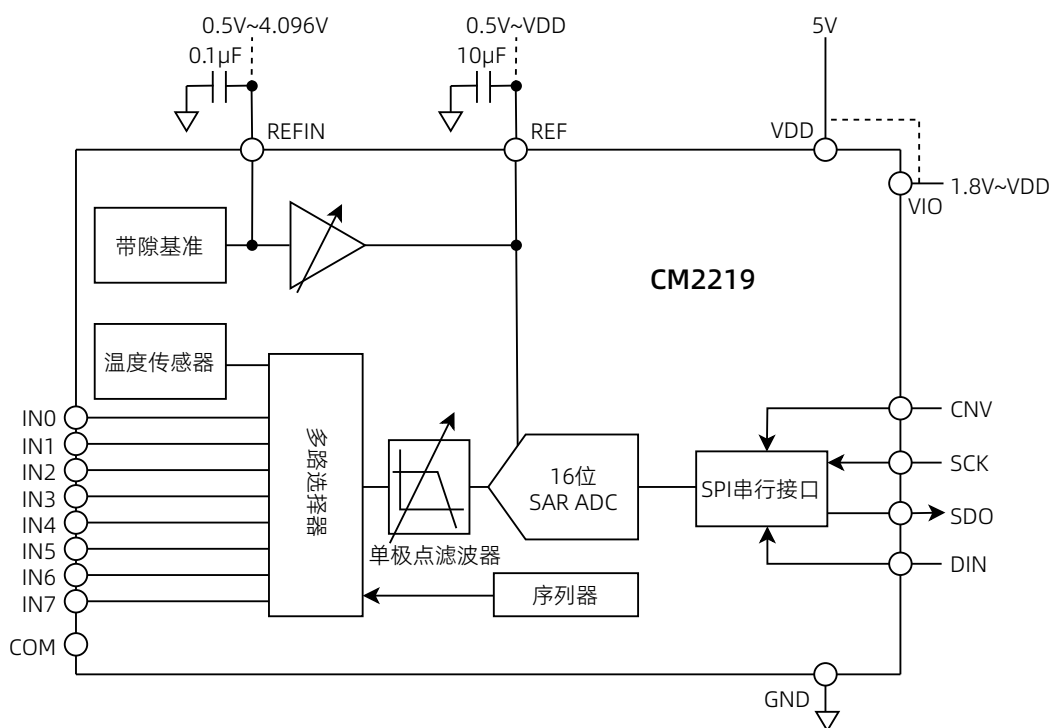 0.5V~4.096V
0.5V~VDD
5V
0.1μF
10μF
REFIN
REF
VDD
1.8V~VDD
VIO
带隙基准
CM2219
温度传感器
多路选择器
IN0
IN1
IN2
IN3
IN4
IN5
IN6
IN7
COM
16位
SAR ADC
单极点滤波器
序列器
SPI串行接口
CNV
SCK
SDO
DIN
GND